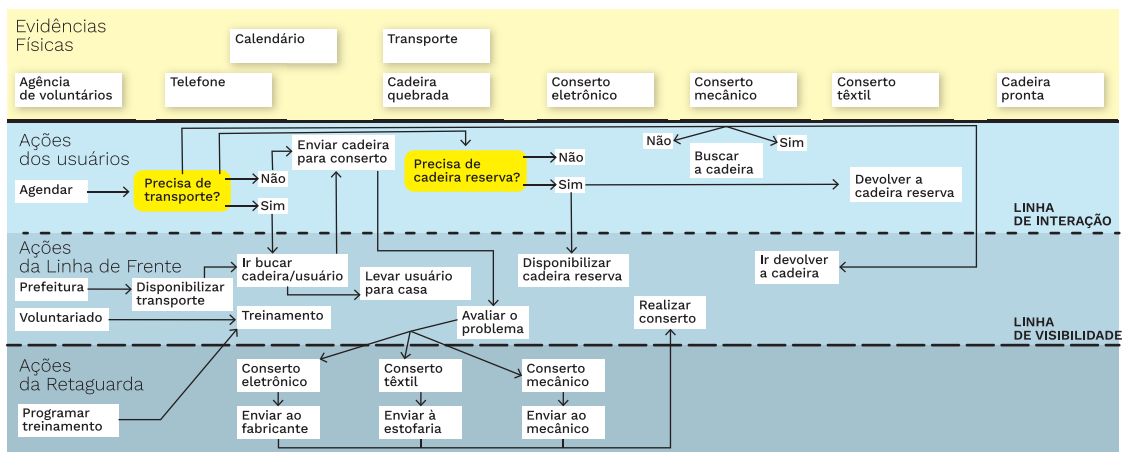 Evidências
Físicas
Calendário
Transporte
Agência
de voluntários
Telefone
Cadeira
quebrada
Conserto
eletrônico
Conserto
mecânico
Conserto
têxtil
Cadeira
pronta
Ações
dos usuários
Agendar
Precisa de
transporte?
Não
Sim
Enviar cadeira
para conserto
Precisa de
cadeira reserva?
Não
Sim
Não
Sim
Buscar
a cadeira
Devolver a
cadeira reserva
LINHA
DE INTERAÇÃO
Ações
da Linha de Frente
Prefeitura
Disponibilizar
transporte
Ir bucar
cadeira/usuário
Levar usuário
para casa
Disponibilizar
cadeira reserva
Ir devolver
a cadeira
Voluntariado
Treinamento
Avaliar o
problema
Realizar
conserto
LINHA
DE VISIBILIDADE
Ações
da Retaguarda
Programar
treinamento
Conserto
eletrônico
Conserto
têxtil
Conserto
mecânico
Enviar ao
fabricante
Enviar à
estofaria
Enviar ao
mecânico